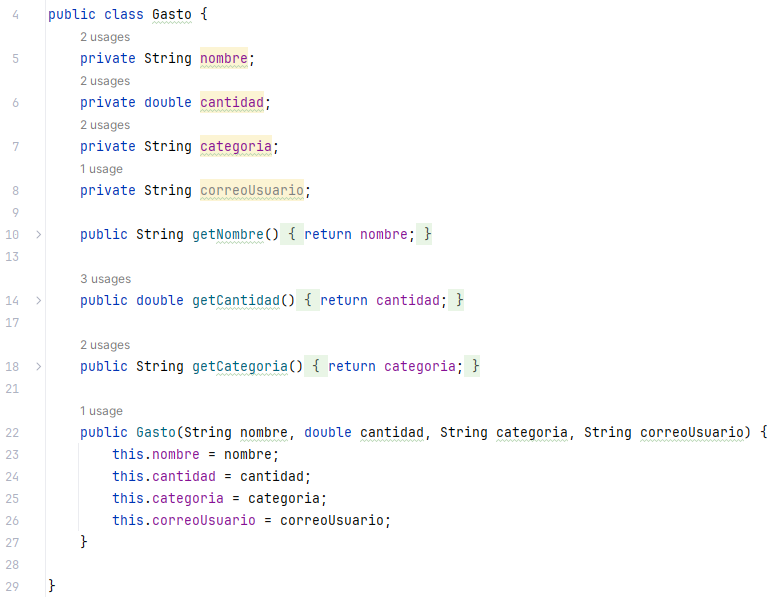 4 public class Gasto {
2 usages
5 private String nombre;
2 usages
6 private double cantidad;
2 usages
7 private String categoria;
1 usage
8 private String correoUsuario;
9
10 public String getNombre() { return nombre; }
13
3 usages
14 public double getCantidad() { return cantidad; }
17
2 usages
18 public String getCategoria() { return categoria; }
21
1 usage
22 public Gasto(String nombre, double cantidad, String categoria, String correoUsuario) {
23 this.nombre = nombre;
24 this.cantidad = cantidad;
25 this.categoria = categoria;
26 this.correoUsuario = correoUsuario;
27 }
28
29 }